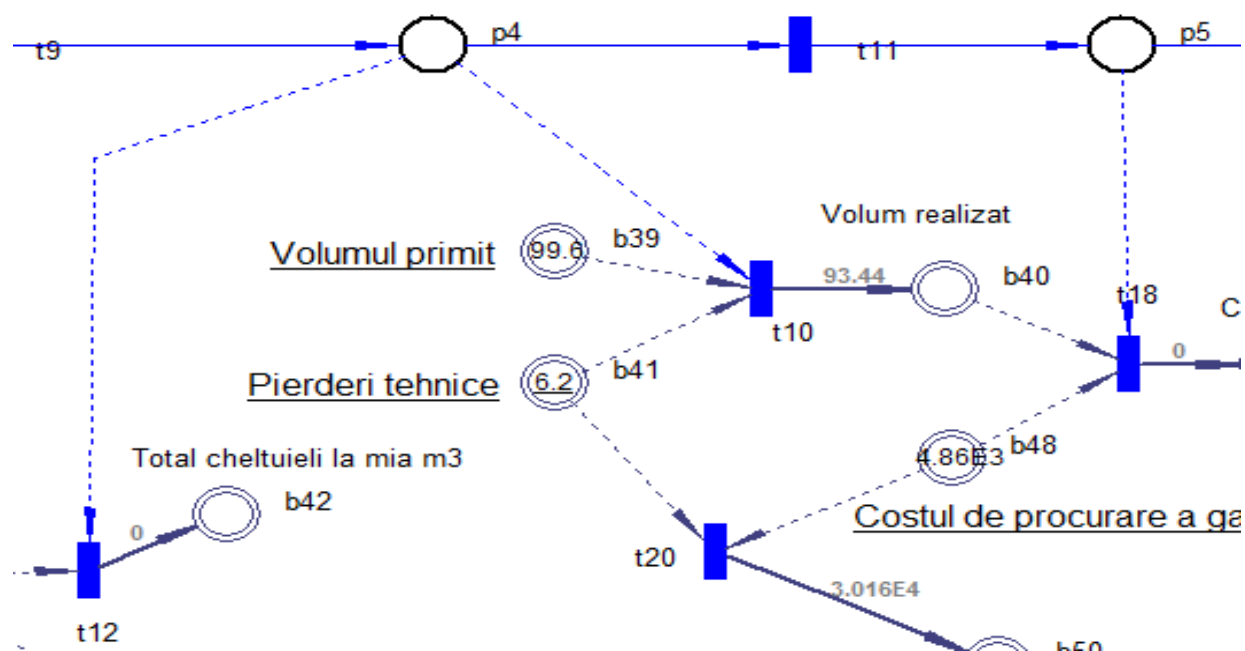 t9
p4
t11
p5
Volum realizat
Volumul primit
99.6
b39
93.44
b40
t18
C
t10
0
Pierderi tehnice
6.2
b41
Total cheltuieli la mia m3
4.86E3
b48
b42
Costul de procurare a ga
0
t20
3.016E4
t12
b50